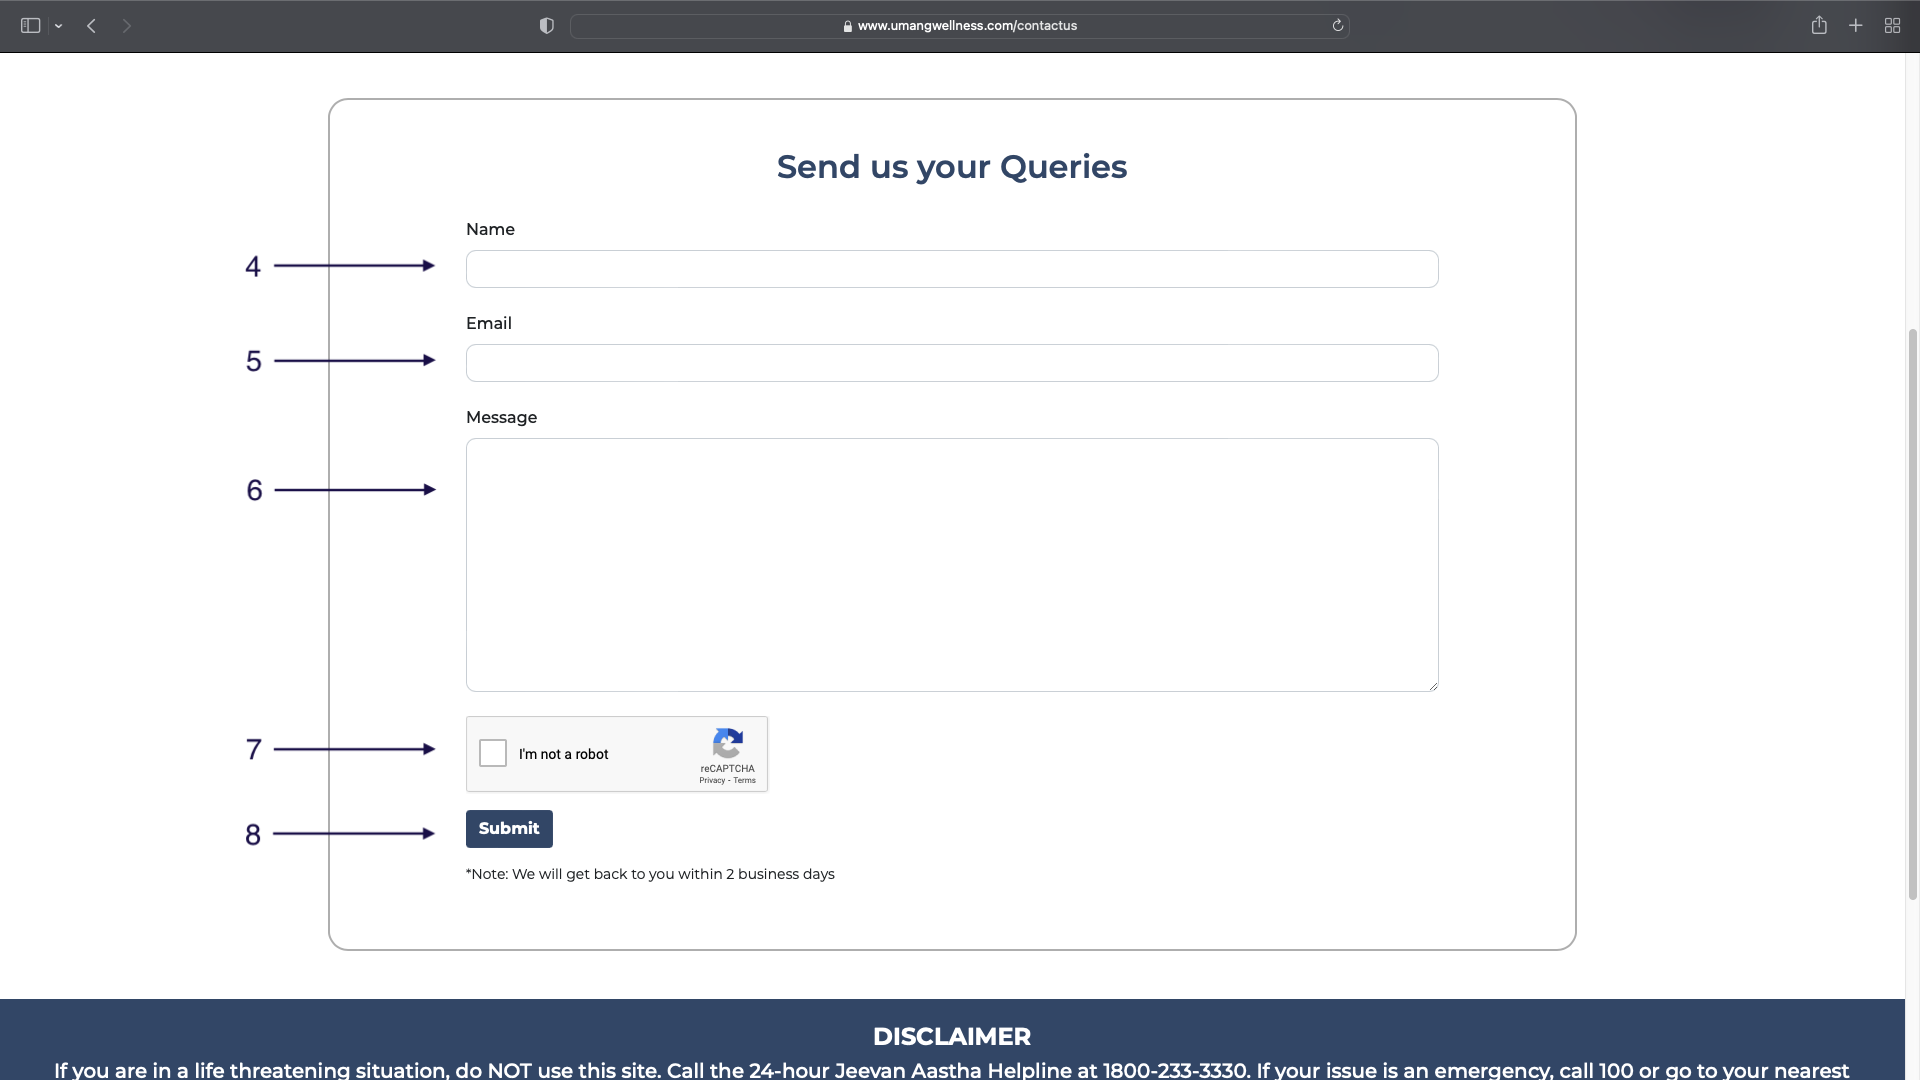 www.umangwellness.com/contactus
Send us your Queries
Name
4
Email
5
Message
6
7
I'm not a robot
reCAPTCHA
Privacy - Terms
8
Submit
*Note: We will get back to you within 2 business days
DISCLAIMER
If you are in a life threatening situation, do NOT use this site. Call the 24-hour Jeevan Aastha Helpline at 1800-233-3330. If your issue is an emergency, call 100 or go to your nearest